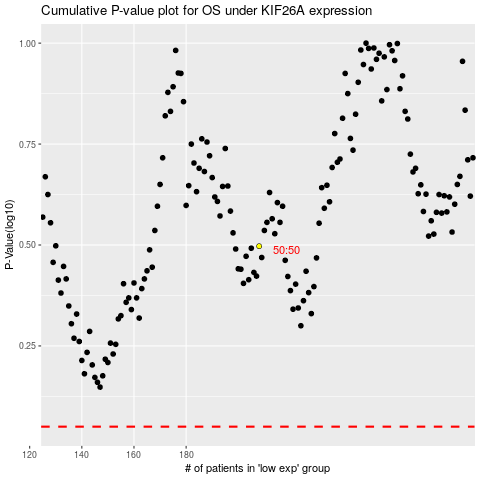 Cumulative P-value plot for OS under KIF26A expression
P-Value(log10)
1.00
0.75
0.50
0.25
50:50
120 140 160 180
# of patients in 'low exp' group